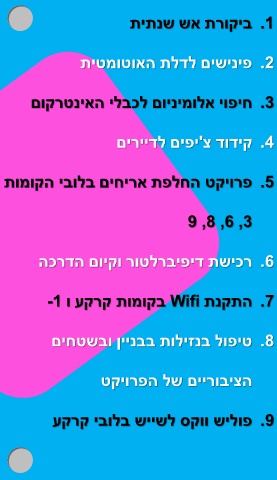 1. ביקורת אש שנתית
2. פינישים לדלת האוטומטית
3. חיפוי אלומיניום לכבלי האינטרקום
4. קידוד צ'יפים לדיירים
5. פרויקט החלפת אריחים בלובי הקומות
3, 6, 8, 9
6. רכישת דיפיברלטור וקיום הדרכה
7. התקנת Wifi בקומות קרקע ו 1-
8. טיפול בנזילות בבניין ובשטחים
הציבוריים של הפרויקט
9. פוליש ווקס לשייש בלובי קרקע